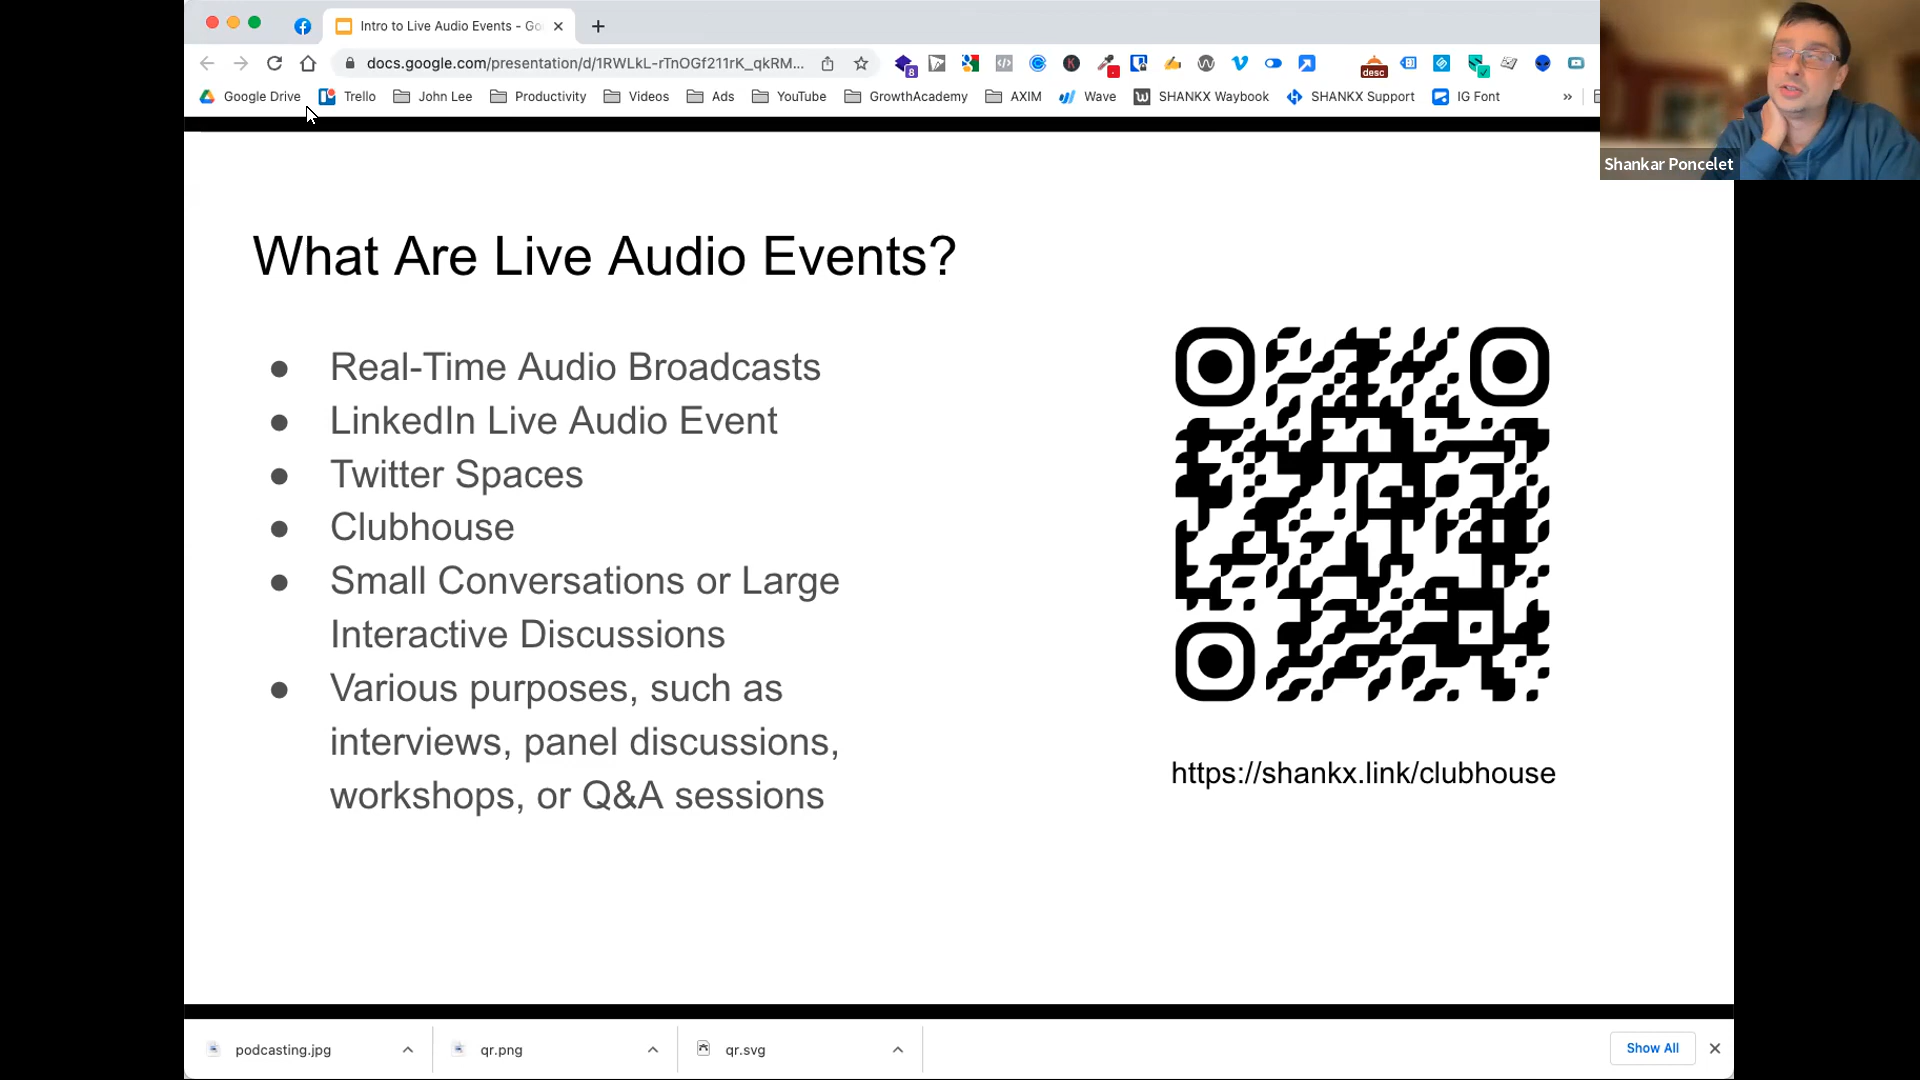 Intro to Live Audio Events - Go
docs.google.com/presentation/d/1RWLkL-rTnOGf211rK_qkRM...
8
desc
Google Drive
Trello
John Lee
Productivity
Videos
Ads
YouTube
GrowthAcademy
AXIM
Wave
SHANKX Waybook
SHANKX Support
IG Font
»
Shankar Poncelet
What Are Live Audio Events?
● Real-Time Audio Broadcasts
● LinkedIn Live Audio Event
● Twitter Spaces
● Clubhouse
● Small Conversations or Large
Interactive Discussions
● Various purposes, such as
interviews, panel discussions,
workshops, or Q&A sessions
https://shankx.link/clubhouse
podcasting.jpg
qr.png
qr.svg
Show All